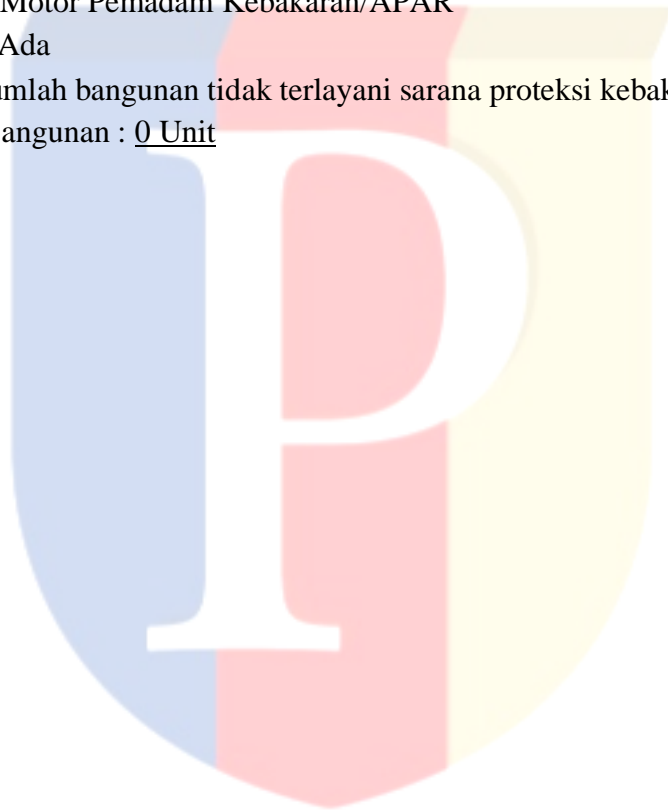 Motor Pemadam Kebakaran/APAR
Ada
umlah bangunan tidak terlayani sarana proteksi kebak
angunan : 0 Unit
P